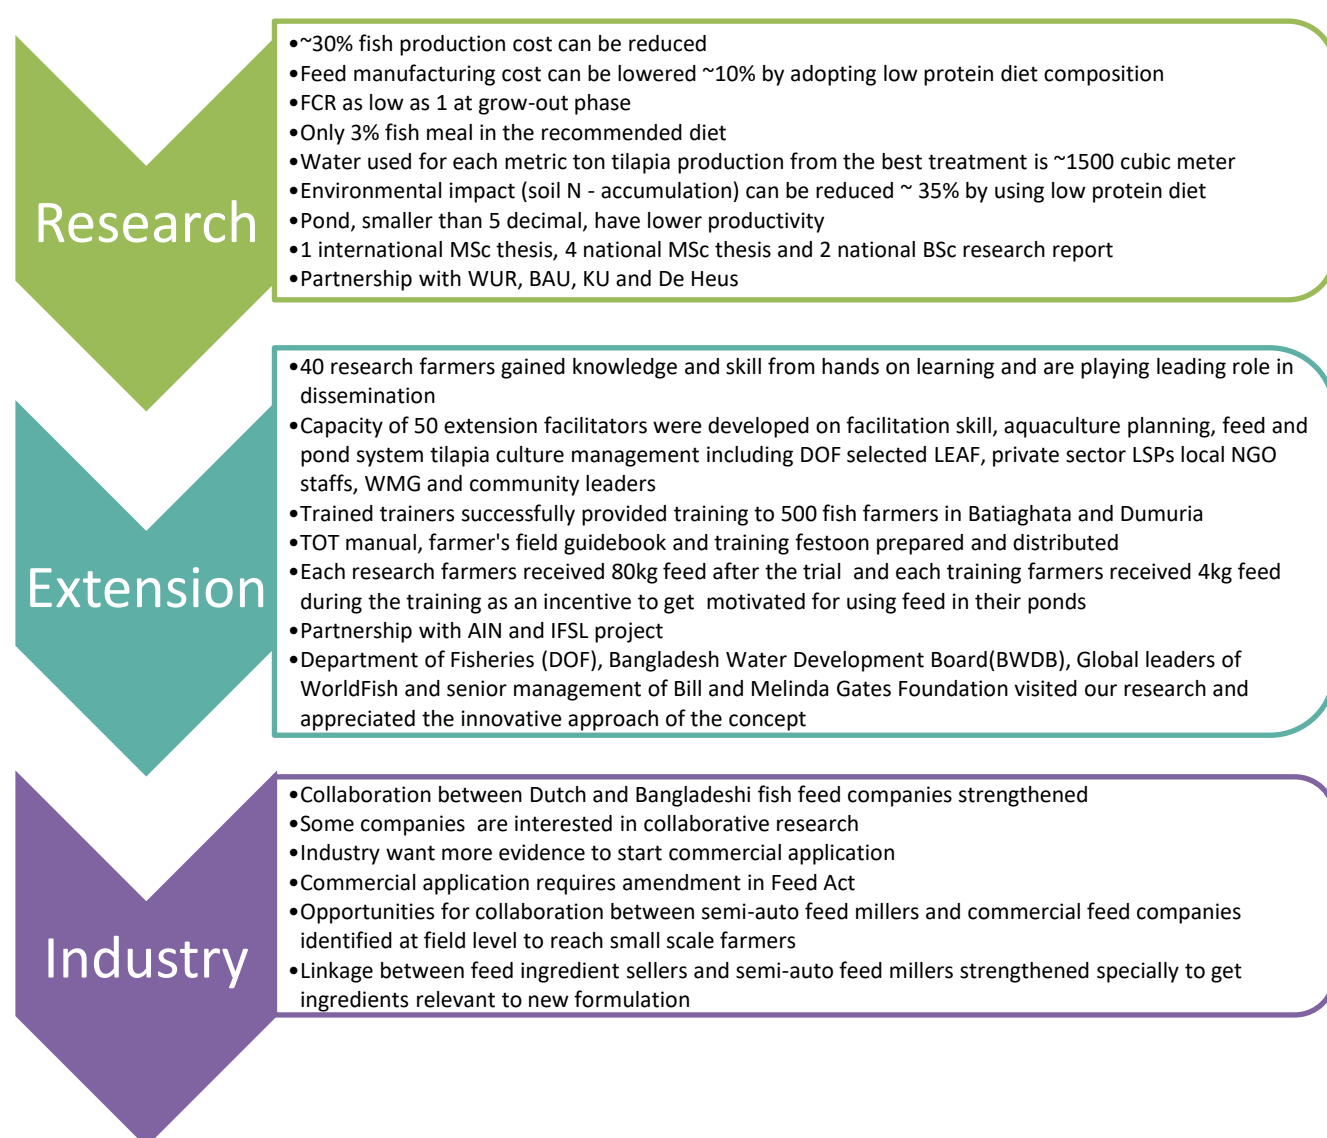 Research
•~30% fish production cost can be reduced
•Feed manufacturing cost can be lowered ~10% by adopting low protein diet composition
•FCR as low as 1 at grow-out phase
•Only 3% fish meal in the recommended diet
•Water used for each metric ton tilapia production from the best treatment is ~1500 cubic meter
•Environmental impact (soil N - accumulation) can be reduced ~ 35% by using low protein diet
•Pond, smaller than 5 decimal, have lower productivity
•1 international MSc thesis, 4 national MSc thesis and 2 national BSc research report
•Partnership with WUR, BAU, KU and De Heus
Extension
•40 research farmers gained knowledge and skill from hands on learning and are playing leading role in
dissemination
•Capacity of 50 extension facilitators were developed on facilitation skill, aquaculture planning, feed and
pond system tilapia culture management including DOF selected LEAF, private sector LSPs local NGO
staffs, WMG and community leaders
•Trained trainers successfully provided training to 500 fish farmers in Batiaghata and Dumuria
•TOT manual, farmer's field guidebook and training festoon prepared and distributed
•Each research farmers received 80kg feed after the trial and each training farmers received 4kg feed
during the training as an incentive to get motivated for using feed in their ponds
•Partnership with AIN and IFSL project
•Department of Fisheries (DOF), Bangladesh Water Development Board(BWDB), Global leaders of
WorldFish and senior management of Bill and Melinda Gates Foundation visited our research and
appreciated the innovative approach of the concept
Industry
•Collaboration between Dutch and Bangladeshi fish feed companies strengthened
•Some companies are interested in collaborative research
•Industry want more evidence to start commercial application
•Commercial application requires amendment in Feed Act
•Opportunities for collaboration between semi-auto feed millers and commercial feed companies
identified at field level to reach small scale farmers
•Linkage between feed ingredient sellers and semi-auto feed millers strengthened specially to get
ingredients relevant to new formulation